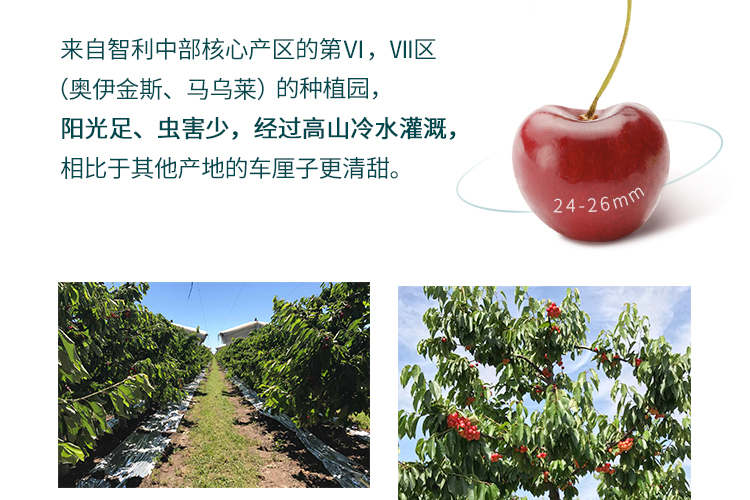 来自智利中部核心产区的第Ⅵ，Ⅶ区
（奥伊金斯、马乌莱）的种植园，
阳光足、虫害少，经过高山冷水灌溉，
相比于其他产地的车厘子更清甜。
24-26mm